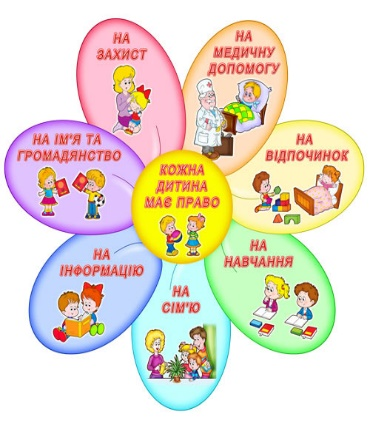 КОЖНА
ДИТИНА
МАЄ ПРАВО
НА
ЗАХИСТ
НА
МЕДИЧНУ
ДОПОМОГУ
НА
ВІДПОЧИНОК
НА
НАВЧАННЯ
НА
СІМ'Ю
НА
ІНФОРМАЦІЮ
НА ІМ'Я ТА
ГРОМАДЯНСТВО